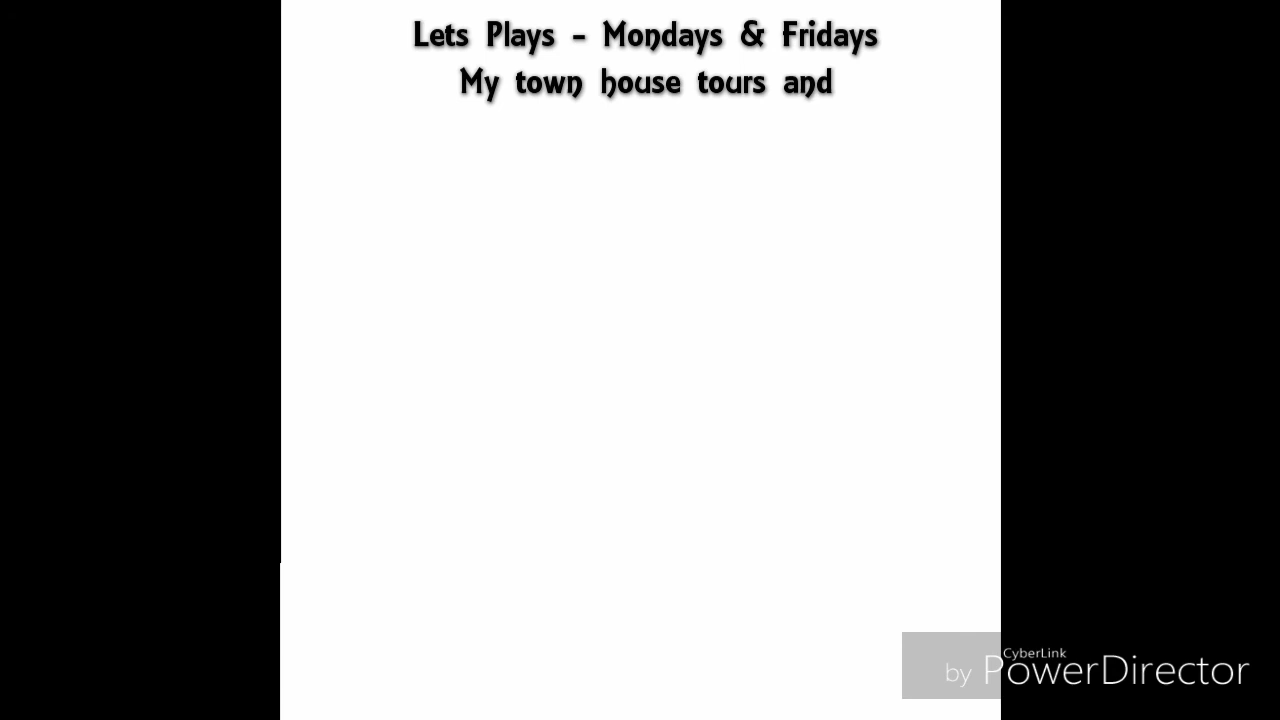 Lets Plays - Mondays & Fridays
My town house tours and
CyberLink
by PowerDirector